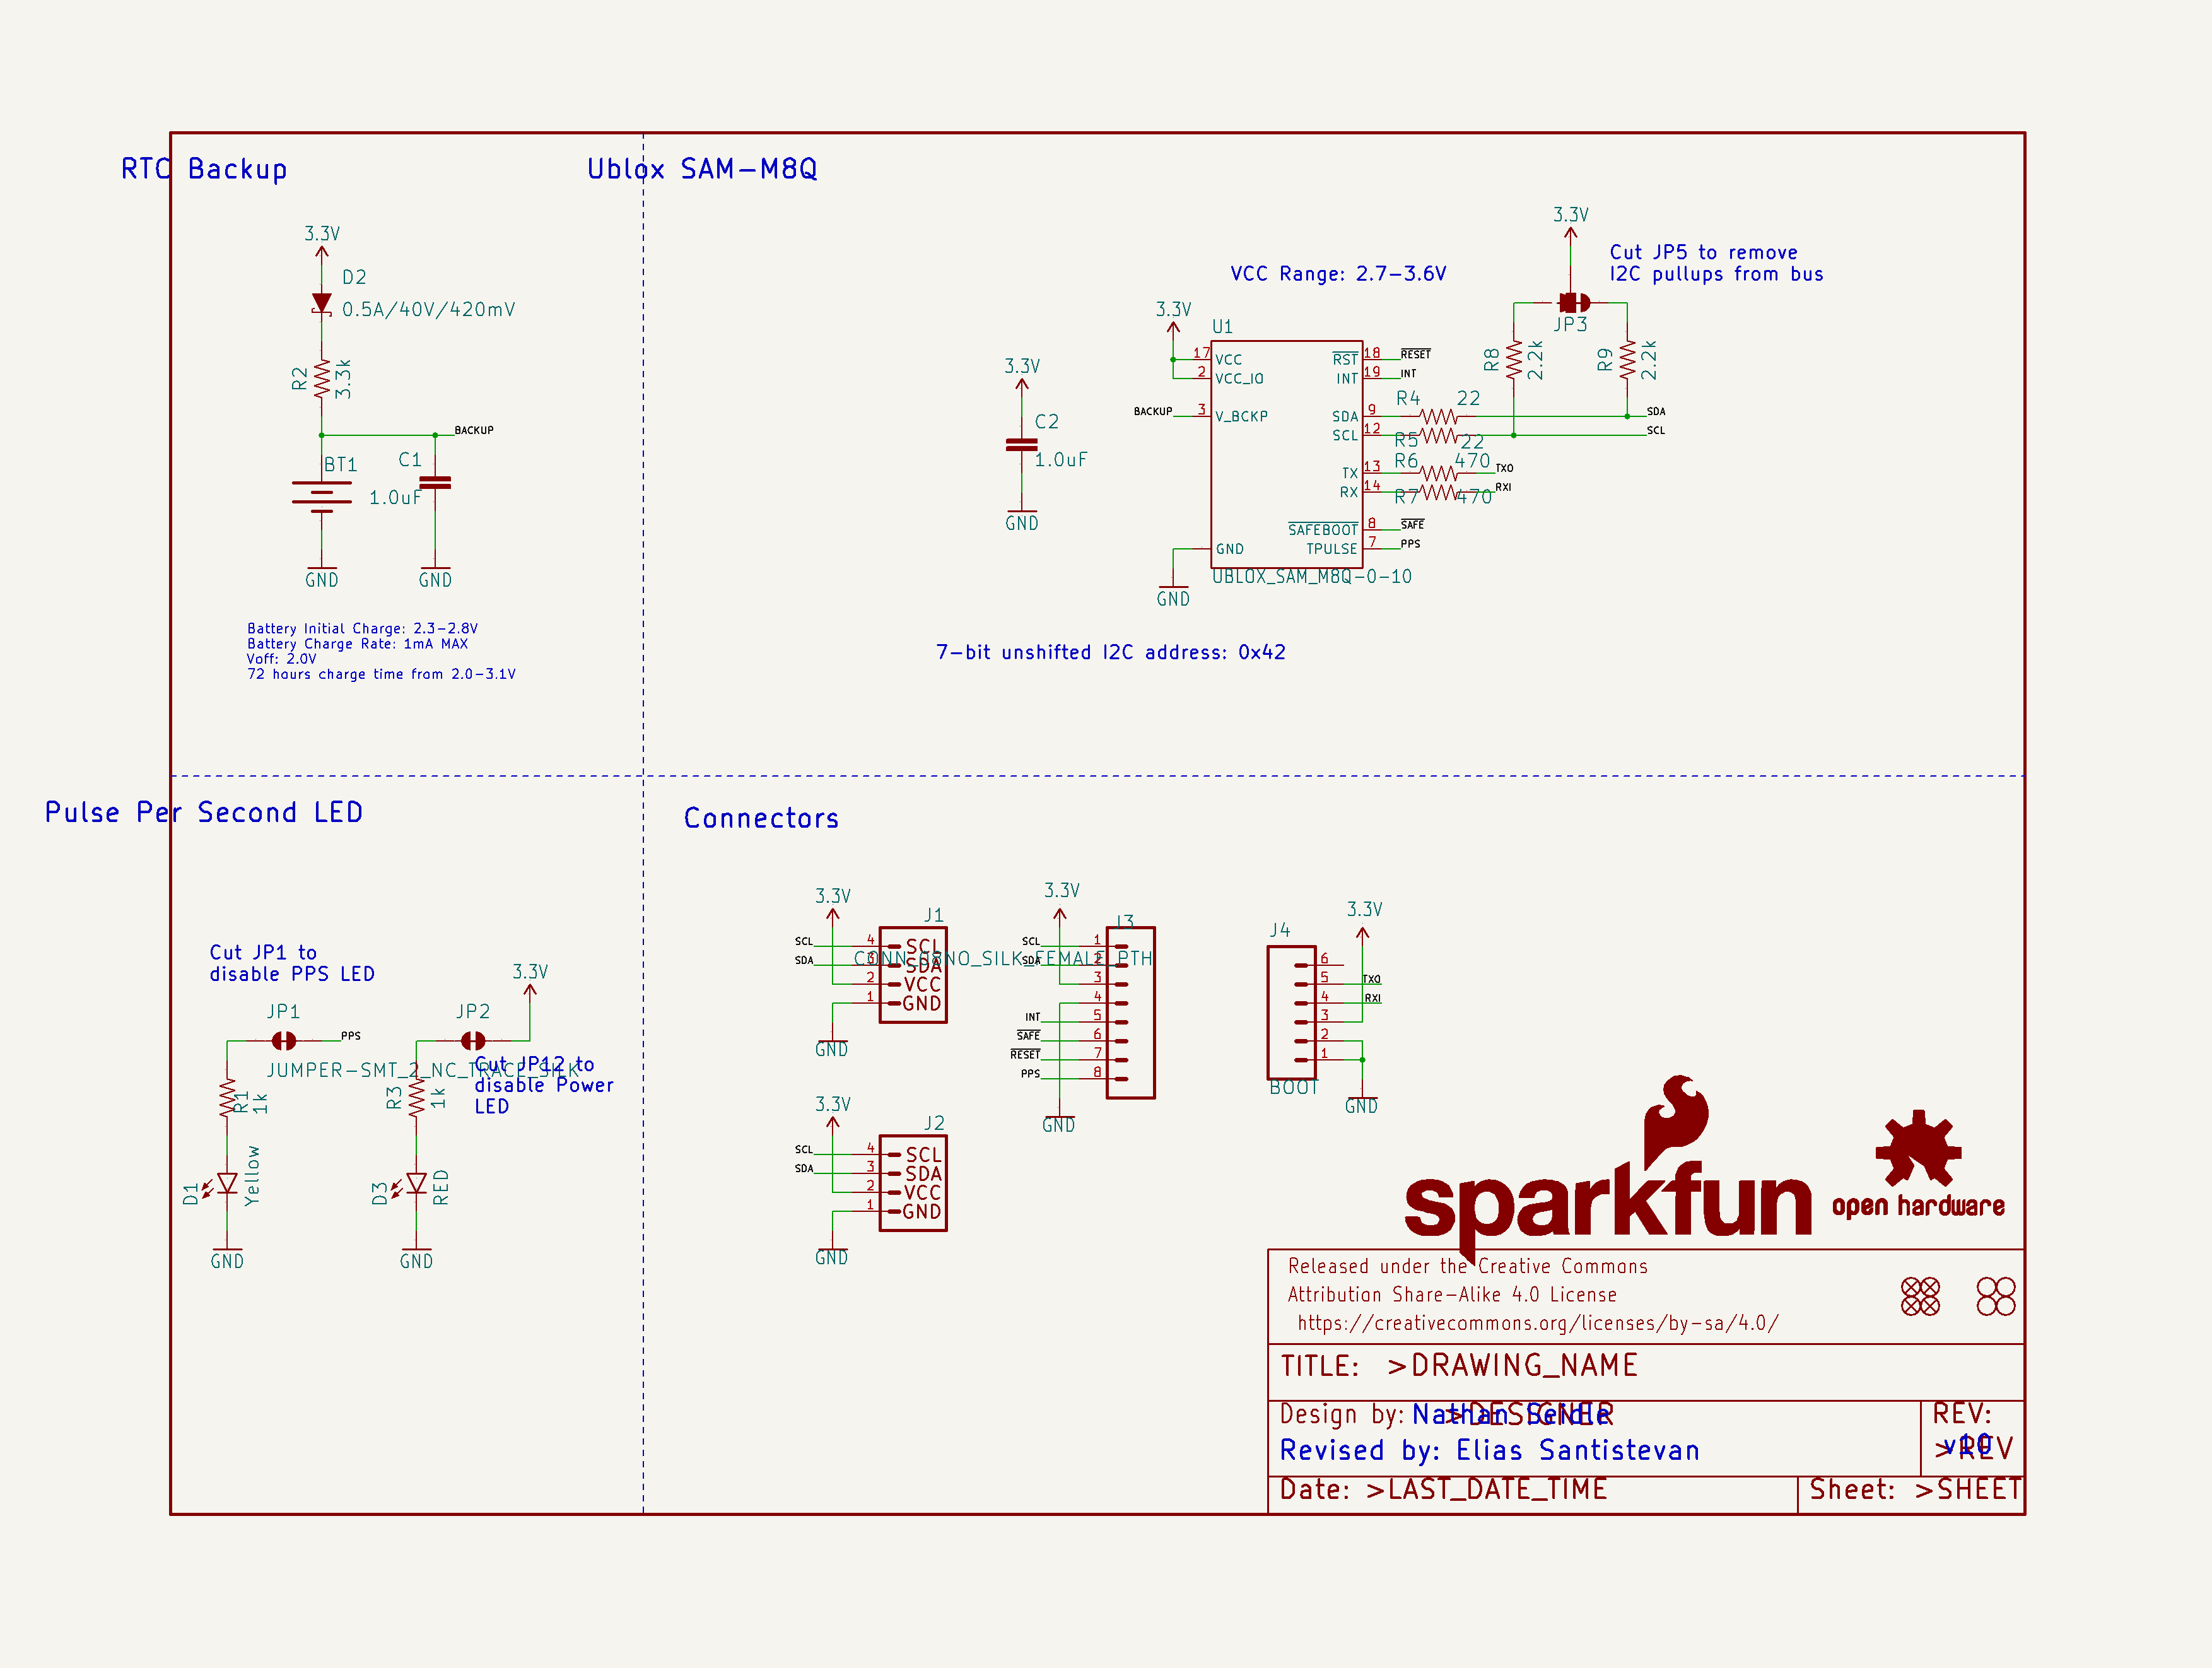 RTC Backup
Ublox SAM-M8Q
3.3V
D2
0.5A/40V/420mV
R2
3.3k
BACKUP
BT1
C1
1.0uF
GND
GND
Battery Initial Charge: 2.3-2.8V
Battery Charge Rate: 1mA MAX
Voff: 2.0V
72 hours charge time from 2.0-3.1V
3.3V
Cut JP5 to remove
I2C pullups from bus
VCC Range: 2.7-3.6V
JP3
R8
2.2k
R9
2.2k
3.3V
U1
17 VCC
2 VCC_IO
BACKUP 3 V_BCKP
GND
RST 18 RESET
INT 19 INT
SDA 9 R4 22 SDA
SCL 12 R5 22 SCL
TX 13 R6 470 TXO
RX 14 R7 470 RXI
SAFEBOOT 8 SAFE
TPULSE 7 PPS
UBLOX_SAM_M8Q-0-10
GND
3.3V
C2
1.0uF
GND
7-bit unshifted I2C address: 0x42
Pulse Per Second LED
Cut JP1 to
disable PPS LED
JP1
PPS
JUMPER-SMT_2_NC_TRACE_SILK
R1
1k
D1
Yellow
GND
3.3V
JP2
Cut JP12 to
disable Power
LED
R3
1k
D3
RED
GND
Connectors
3.3V
J1
SCL 4 SCL
SDA 3 SDA
2 VCC
1 GND
GND
3.3V
J3
CONN_08NO_SILK_FEMALE_PTH
SCL 1
SDA 2
3
4
INT 5
SAFE 6
RESET 7
PPS 8
GND
3.3V
J4
6
5 TXO
4 RXI
3
2
1
BOOT
GND
3.3V
J2
SCL 4 SCL
SDA 3 SDA
2 VCC
1 GND
GND
sparkfun
open hardware
Released under the Creative Commons
Attribution Share-Alike 4.0 License
https://creativecommons.org/licenses/by-sa/4.0/
TITLE: >DRAWING_NAME
Design by: Nathan Seidle
>DESIGNER
Revised by: Elias Santistevan
REV:
v10
>REV
Date: >LAST_DATE_TIME
Sheet: >SHEET